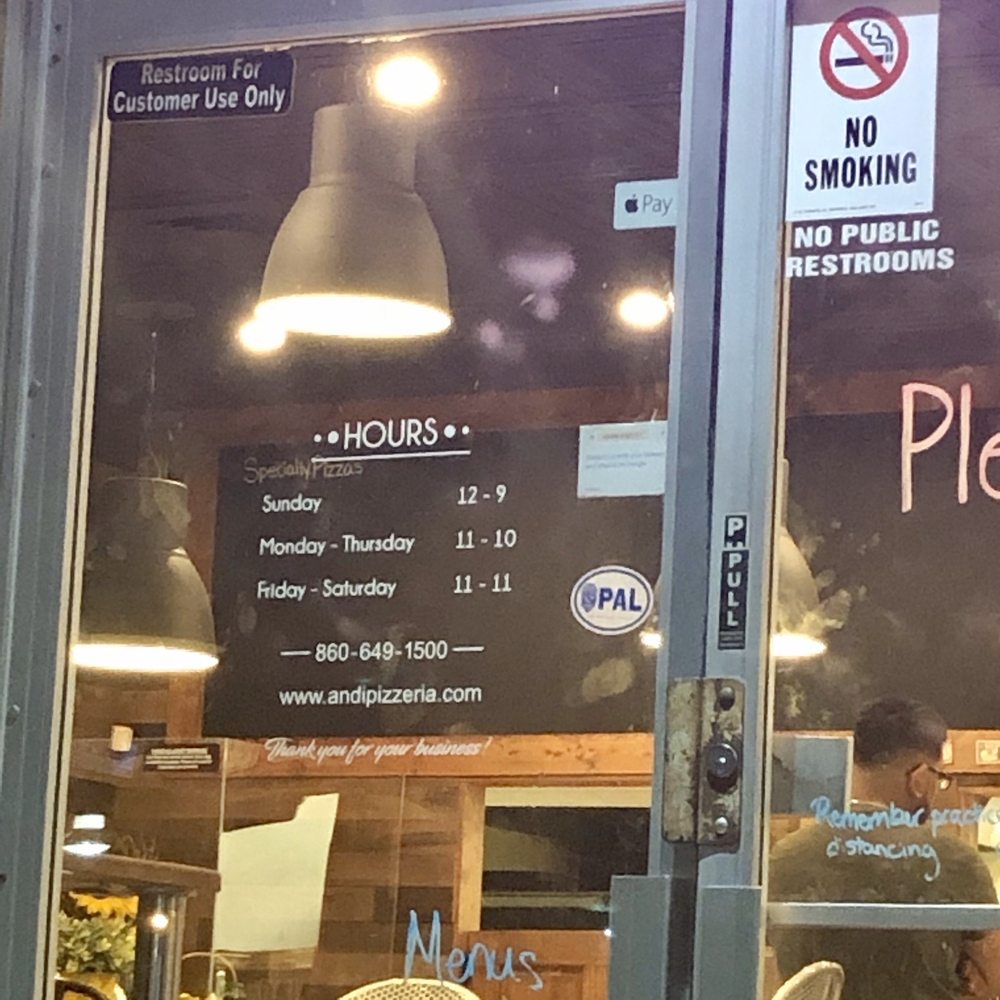 Restroom For
Customer Use Only
NO
SMOKING
NO PUBLIC
RESTROOMS
Pay
HOURS
Specialty Pizzas
Sunday 12 - 9
Monday - Thursday 11 - 10
Friday - Saturday 11 - 11
860-649-1500
www.andipizzeria.com
Thank you for your business!
PAL
PULL
Ple
Remember practic
distancing
Menus